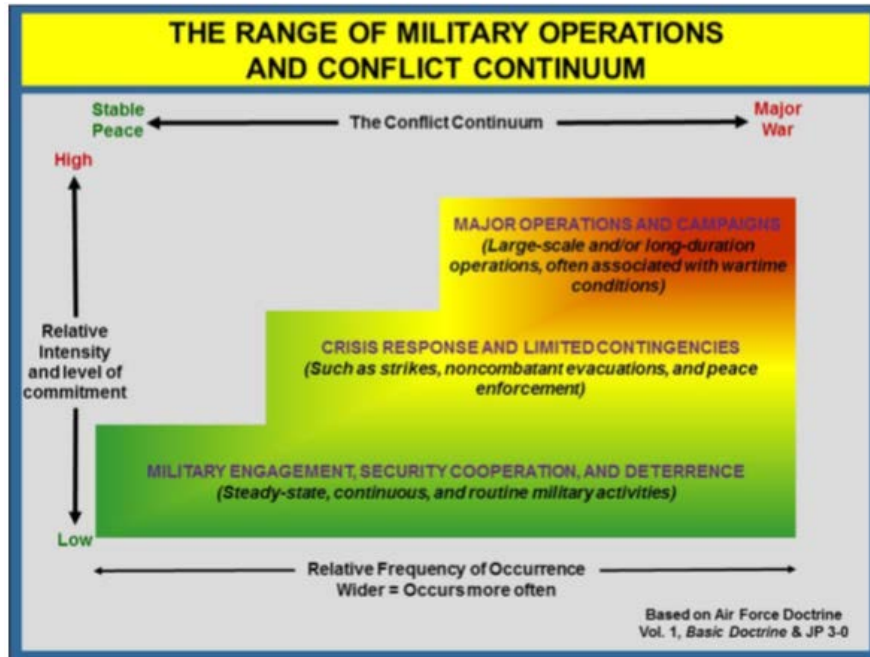 THE RANGE OF MILITARY OPERATIONS
AND CONFLICT CONTINUUM
Stable
Peace
The Conflict Continuum
Major
War
High
MAJOR OPERATIONS AND CAMPAIGNS
(Large-scale and/or long-duration
operations, often associated with wartime
conditions)
Relative
Intensity
and level of
commitment
CRISIS RESPONSE AND LIMITED CONTINGENCIES
(Such as strikes, noncombatant evacuations, and peace
enforcement)
MILITARY ENGAGEMENT, SECURITY COOPERATION, AND DETERRENCE
(Steady-state, continuous, and routine military activities)
Low
Relative Frequency of Occurrence
Wider = Occurs more often
Based on Air Force Doctrine
Vol. 1, Basic Doctrine & JP 3-0